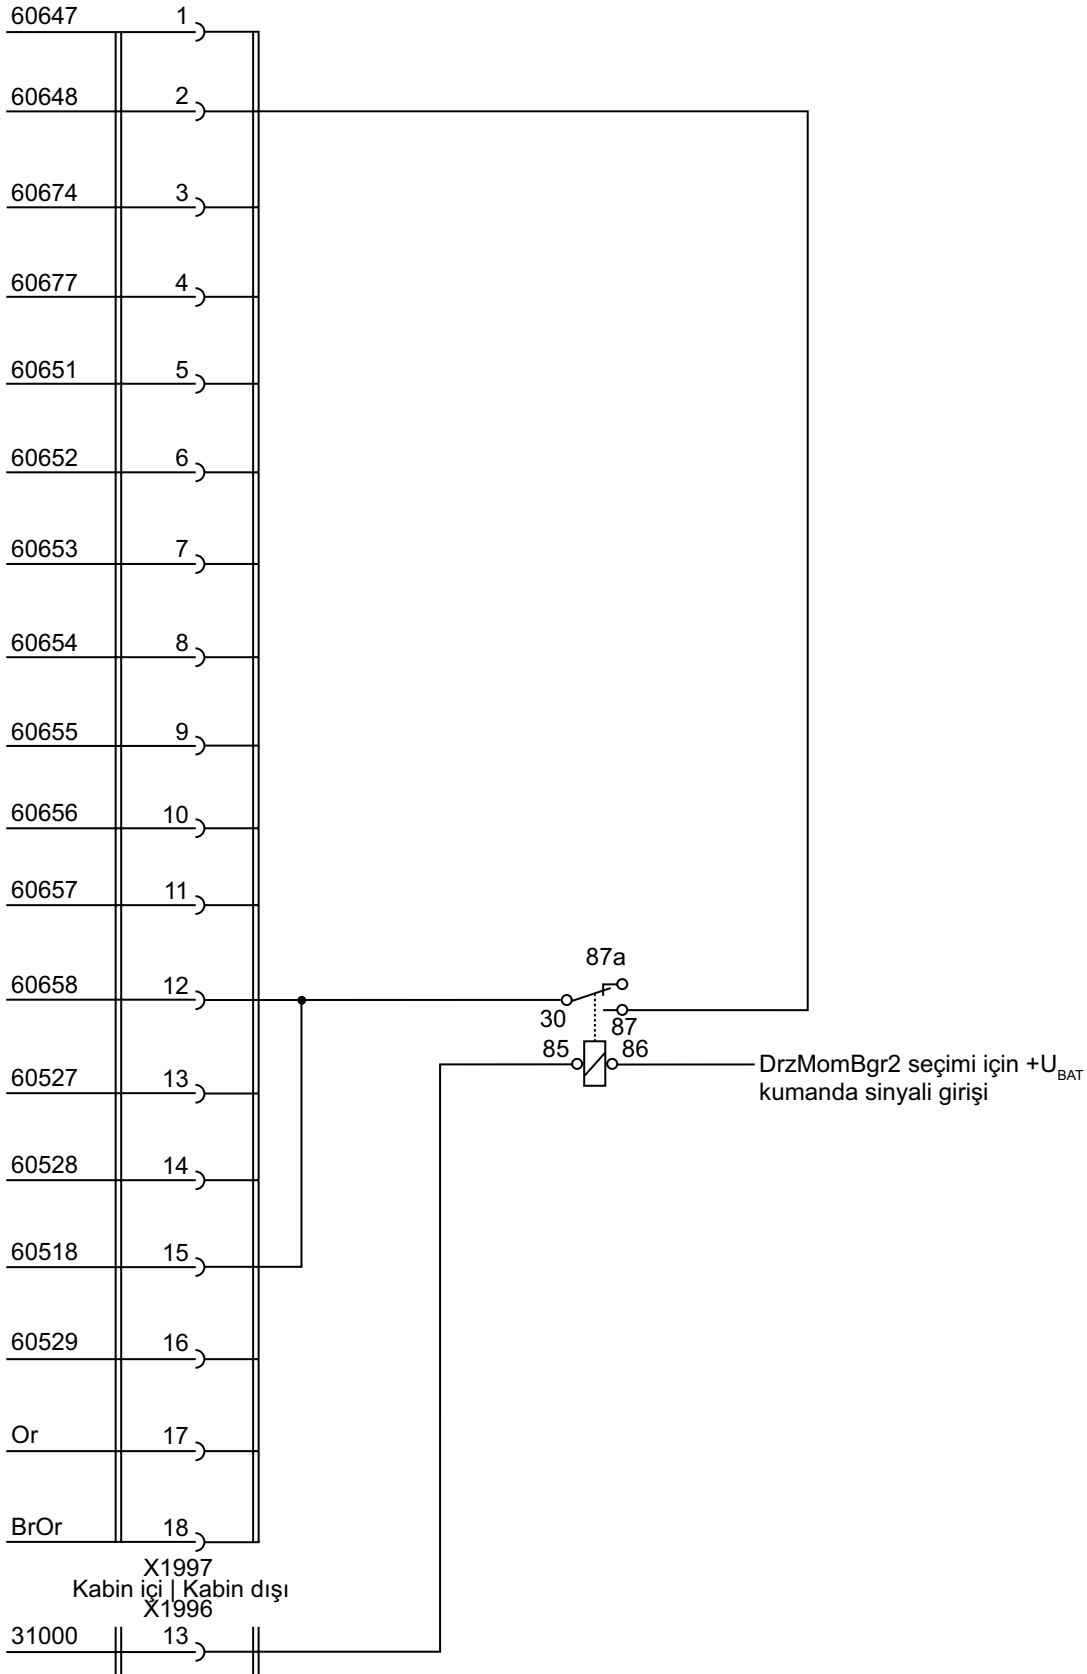 60647 1
60648 2
60674 3
60677 4
60651 5
60652 6
60653 7
60654 8
60655 9
60656 10
60657 11
87a
60658 12
30
87
85 86
DrzMomBgr2 seçimi için +U_BAT
kumanda sinyali girişi
60527 13
60528 14
60518 15
60529 16
Or 17
BrOr 18
X1997
Kabin içi | Kabin dışı
X1996
31000 13